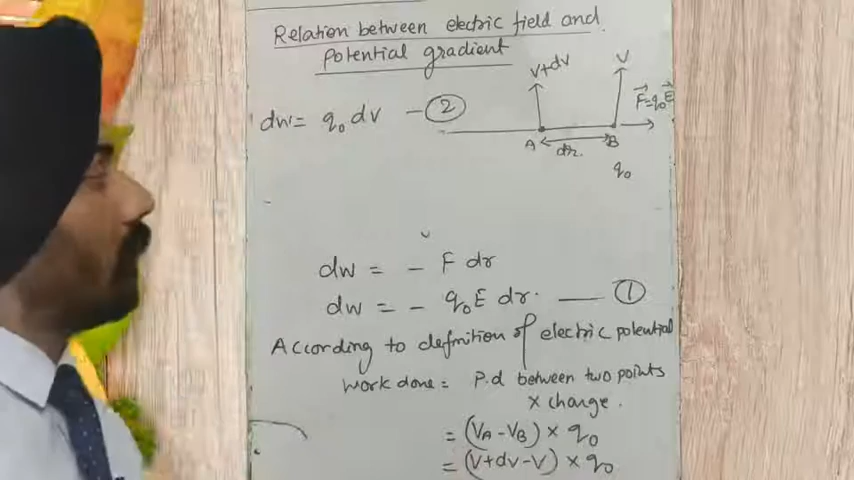 Relation between electric field and
Potential gradient
V+dV V
F⃗=q₀E⃗
dw= q₀ dv — ②
A dr. B
q₀
dw = - F dr
dw = - q₀E dr. — ①
According to definition of electric potential
Work done = P.d between two points
× charge.
= (VA-VB) × q₀
= (V+dv-V) × q₀